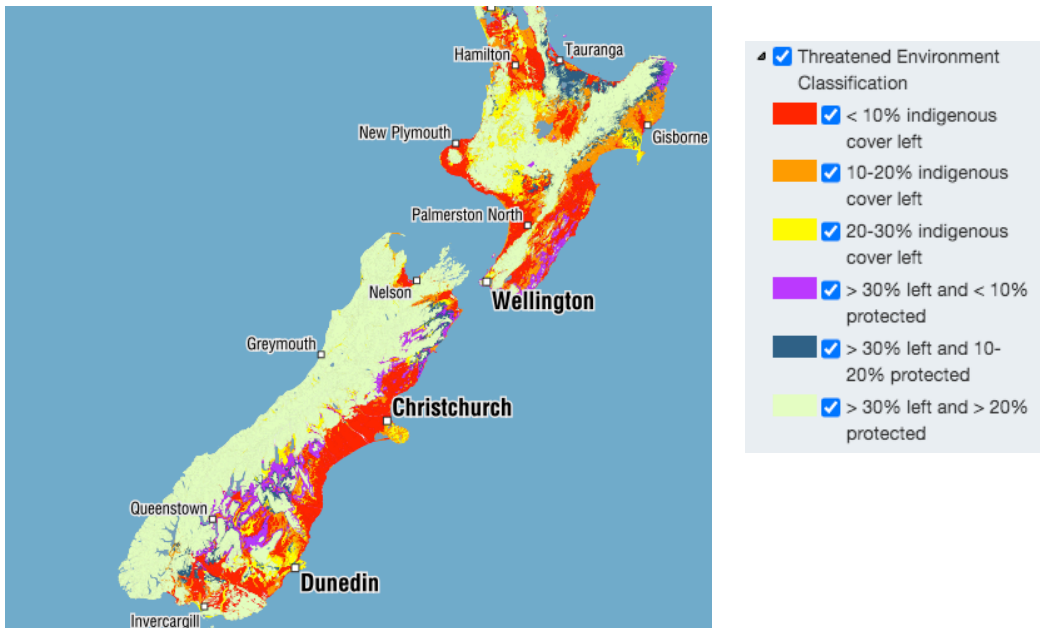 Hamilton
Tauranga
New Plymouth
Gisborne
Palmerston North
Nelson
Wellington
Greymouth
Christchurch
Queenstown
Dunedin
Invercargill
Threatened Environment
Classification
< 10% indigenous
cover left
10-20% indigenous
cover left
20-30% indigenous
cover left
> 30% left and < 10%
protected
> 30% left and 10-
20% protected
> 30% left and > 20%
protected